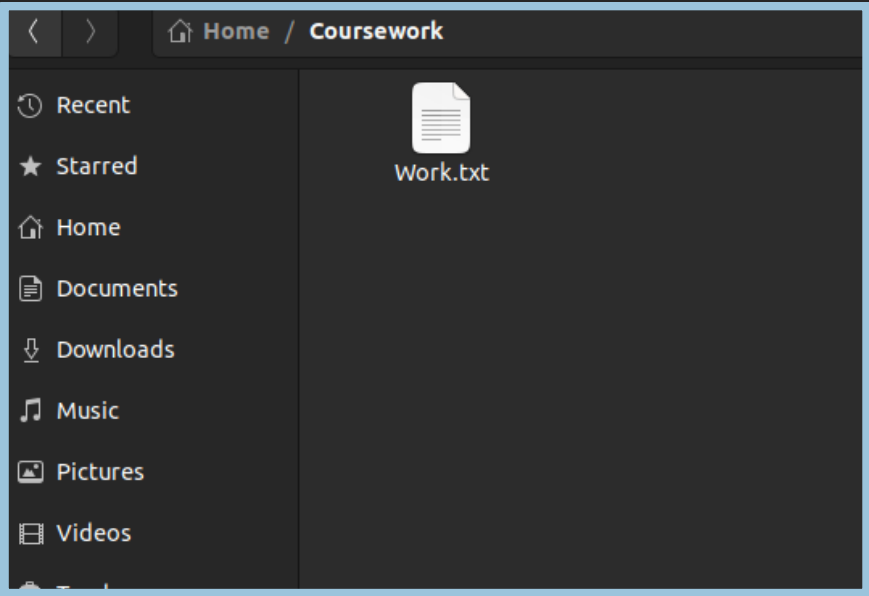 Home / Coursework
Recent
Starred
Home
Documents
Downloads
Music
Pictures
Videos
Work.txt